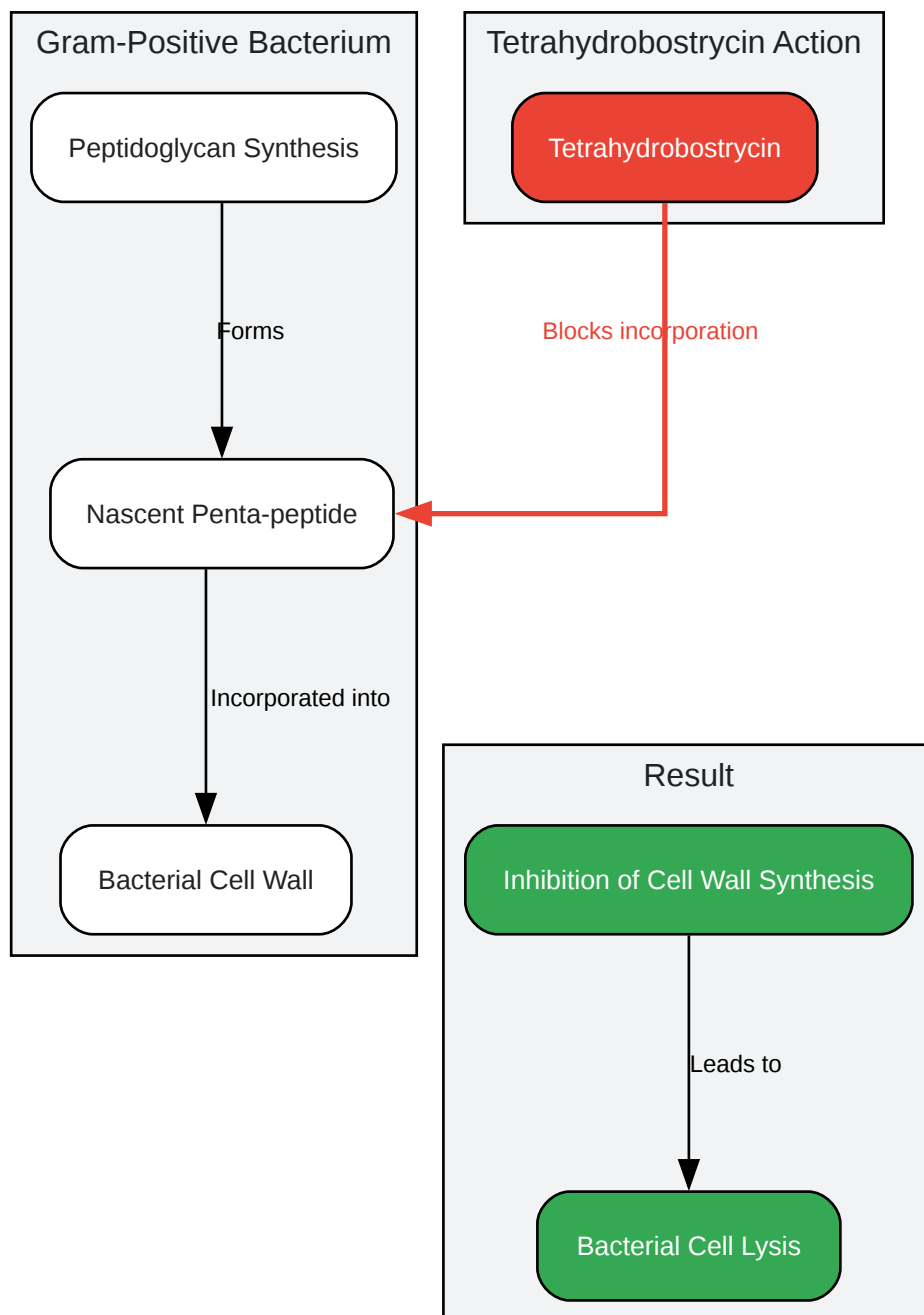 Gram-Positive Bacterium
Peptidoglycan Synthesis
Forms
Nascent Penta-peptide
Incorporated into
Bacterial Cell Wall
Tetrahydrobostrycin Action
Tetrahydrobostrycin
Blocks incorporation
Result
Inhibition of Cell Wall Synthesis
Leads to
Bacterial Cell Lysis